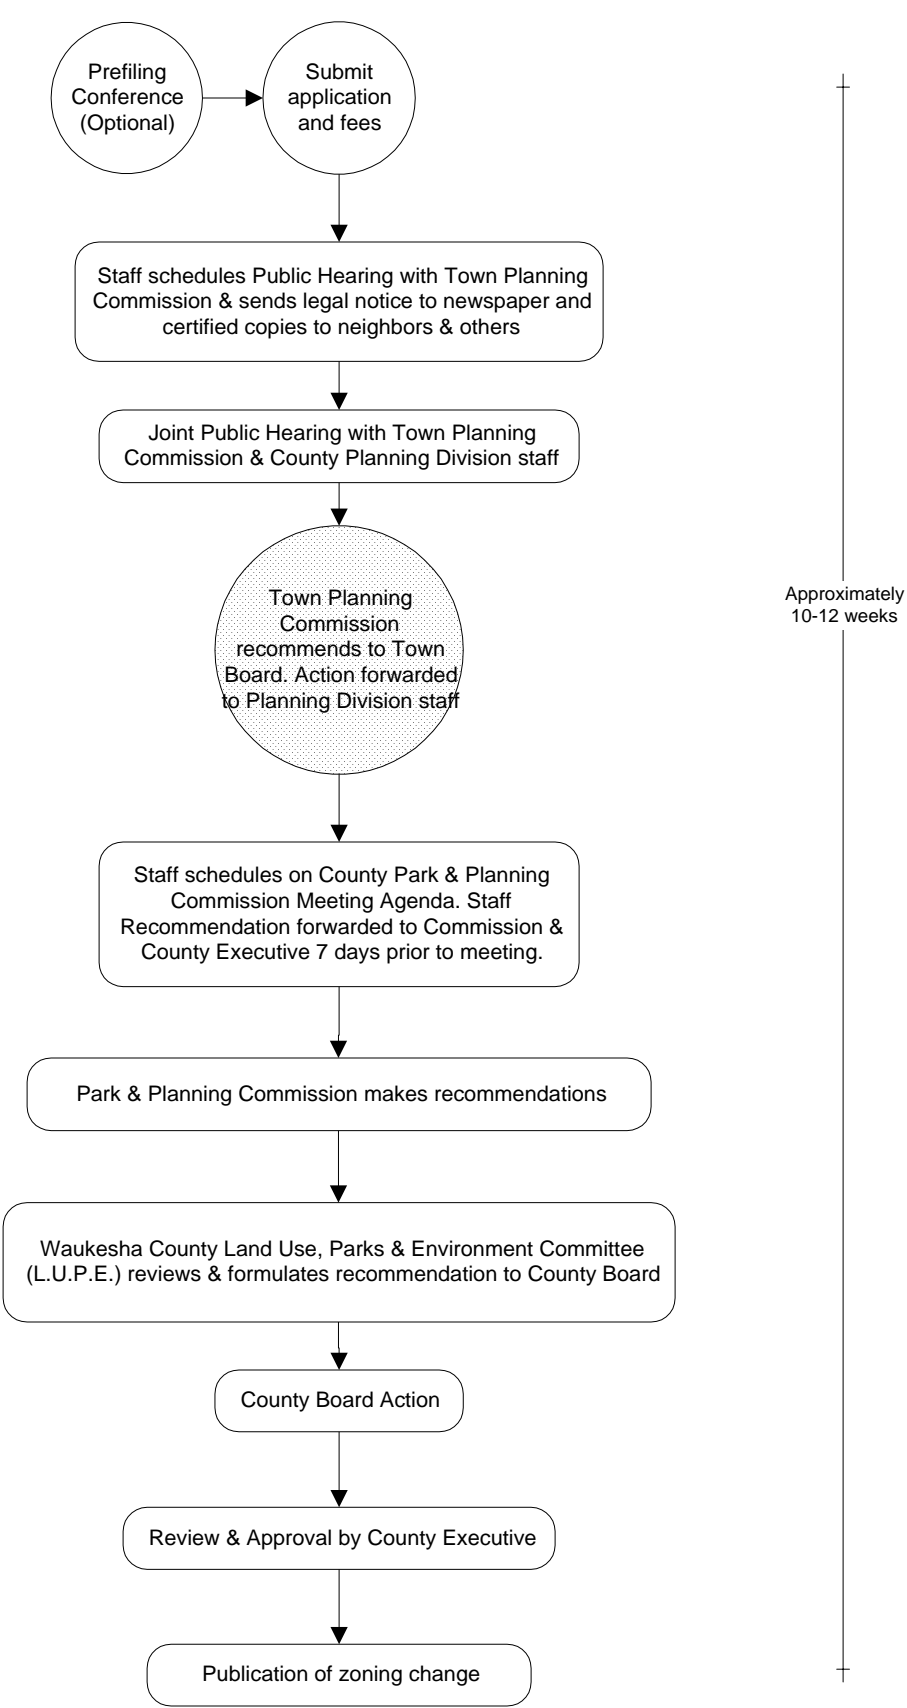 Prefiling
Conference
(Optional)
Submit
application
and fees
Staff schedules Public Hearing with Town Planning
Commission & sends legal notice to newspaper and
certified copies to neighbors & others
Joint Public Hearing with Town Planning
Commission & County Planning Division staff
Town Planning
Commission
recommends to Town
Board. Action forwarded
to Planning Division staff
Approximately
10-12 weeks
Staff schedules on County Park & Planning
Commission Meeting Agenda. Staff
Recommendation forwarded to Commission &
County Executive 7 days prior to meeting.
Park & Planning Commission makes recommendations
Waukesha County Land Use, Parks & Environment Committee
(L.U.P.E.) reviews & formulates recommendation to County Board
County Board Action
Review & Approval by County Executive
Publication of zoning change